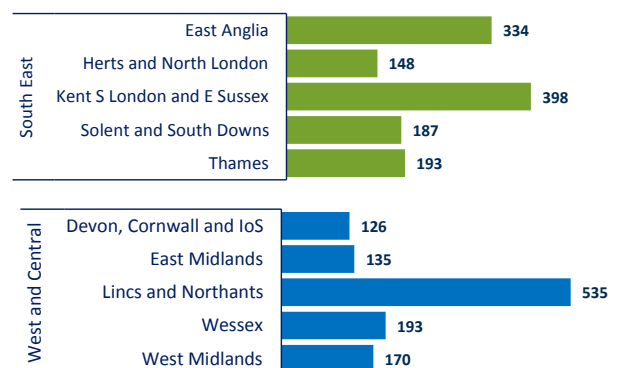 South East
East Anglia 334
Herts and North London 148
Kent S London and E Sussex 398
Solent and South Downs 187
Thames 193
West and Central
Devon, Cornwall and IoS 126
East Midlands 135
Lincs and Northants 535
Wessex 193
West Midlands 170